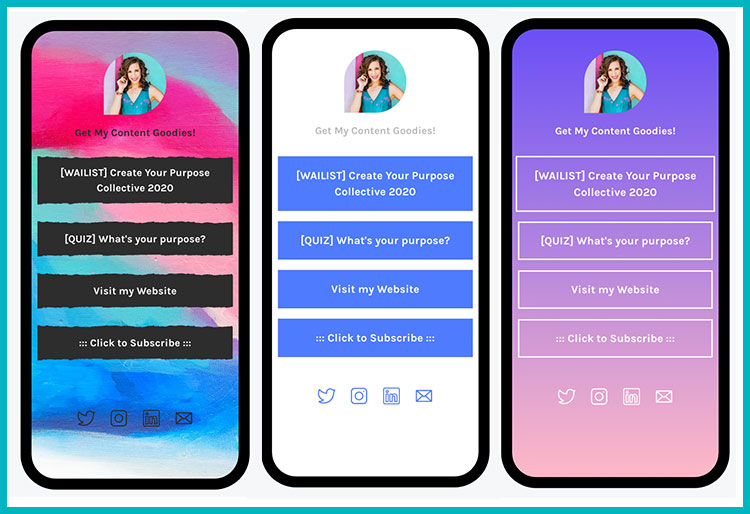 Get My Content Goodies!
[WAILIST] Create Your Purpose
Collective 2020
[QUIZ] What's your purpose?
Visit my Website
::: Click to Subscribe :::
Get My Content Goodies!
[WAILIST] Create Your Purpose
Collective 2020
[QUIZ] What's your purpose?
Visit my Website
::: Click to Subscribe :::
Get My Content Goodies!
[WAILIST] Create Your Purpose
Collective 2020
[QUIZ] What's your purpose?
Visit my Website
::: Click to Subscribe :::